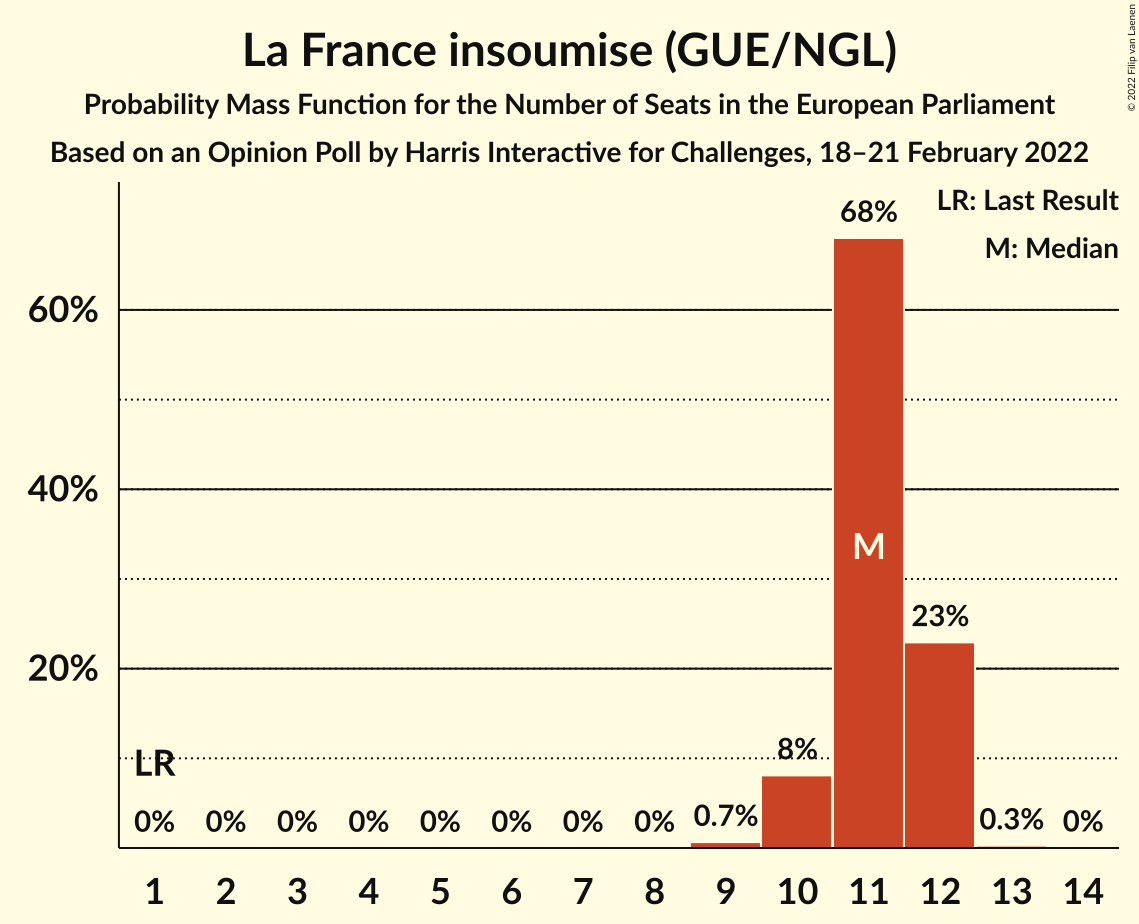 La France insoumise (GUE/NGL)
Probability Mass Function for the Number of Seats in the European Parliament
Based on an Opinion Poll by Harris Interactive for Challenges, 18–21 February 2022
© 2022 Filip van Laenen
LR: Last Result
M: Median
68%
60%
40%
M
23%
20%
LR
8%
0% 0% 0% 0% 0% 0% 0% 0% 0.7% 0.3% 0%
1 2 3 4 5 6 7 8 9 10 11 12 13 14